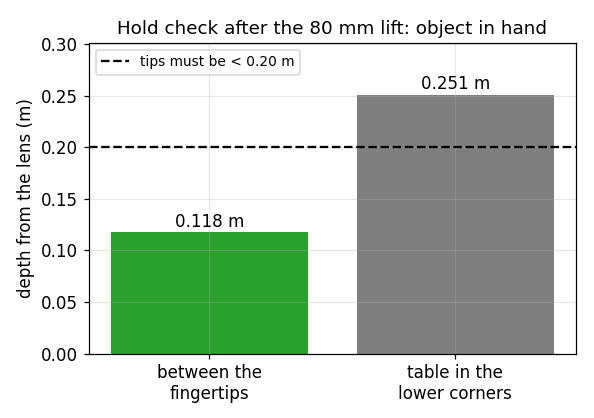 Hold check after the 80 mm lift: object in hand
tips must be < 0.20 m
depth from the lens (m)
0.30
0.25
0.20
0.15
0.10
0.05
0.00
0.118 m
0.251 m
between the
fingertips
table in the
lower corners